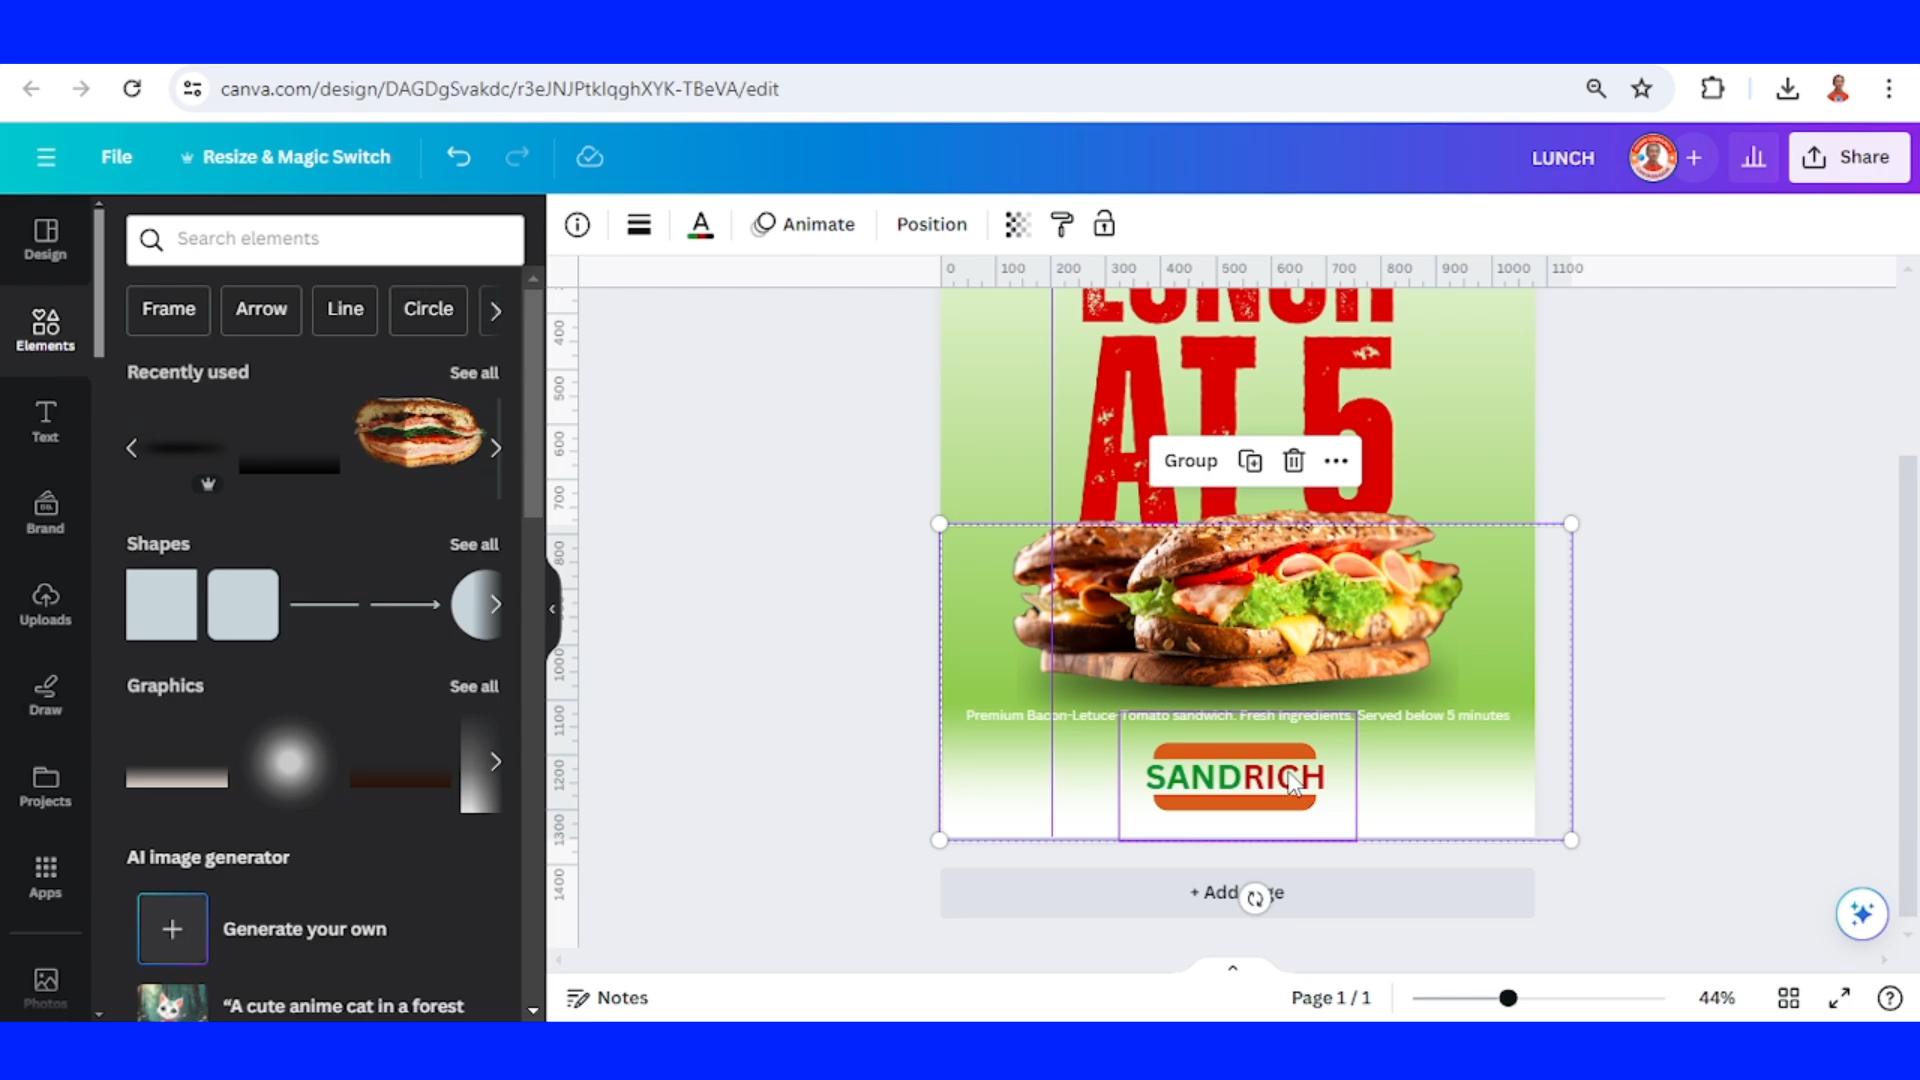 canva.com/design/DAGDgSvakdc/r3eJNJPtklqghXYK-TBeVA/edit
File
Resize & Magic Switch
LUNCH
Share
Design
Elements
Text
Brand
Uploads
Draw
Projects
Apps
Photos
Search elements
Frame
Arrow
Line
Circle
Recently used
See all
Shapes
See all
Graphics
See all
AI image generator
Generate your own
“A cute anime cat in a forest
Animate
Position
0 100 200 300 400 500 600 700 800 900 1000 1100
400
500
600
700
800
1000
1100
1200
1300
1400
LUNCH
AT 5
Group
Premium Bacon-Letuce-Tomato sandwich. Fresh Ingredients. Served below 5 minutes
SANDRICH
+ Add
Notes
Page 1 / 1
44%